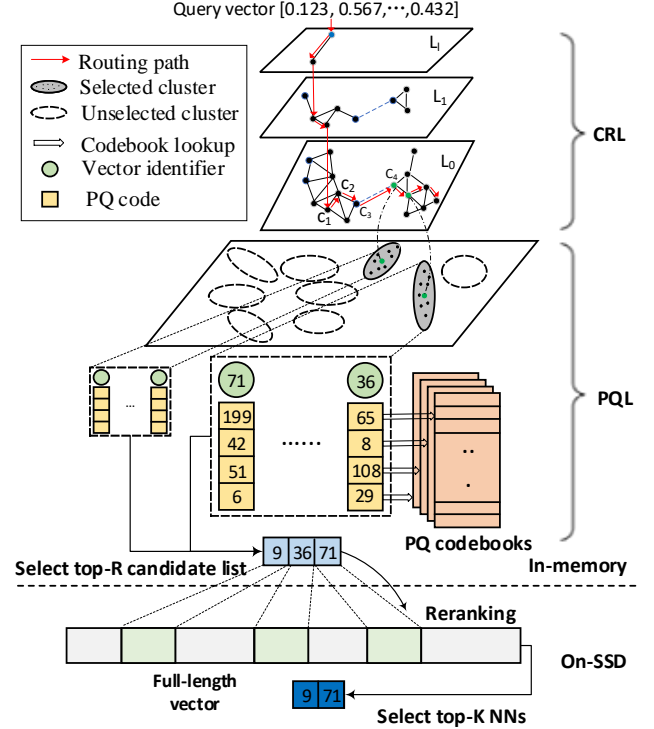 Query vector [0.123, 0.567,⋯,0.432]
Routing path
Selected cluster
Unselected cluster
Codebook lookup
Vector identifier
PQ code
L_l
L_1
L_0
C_1
C_2
C_3
C_4
CRL
PQL
71
36
199
42
51
6
65
8
108
29
...
......
PQ codebooks
Select top-R candidate list
9 36 71
In-memory
Reranking
On-SSD
Full-length
vector
9 71
Select top-K NNs